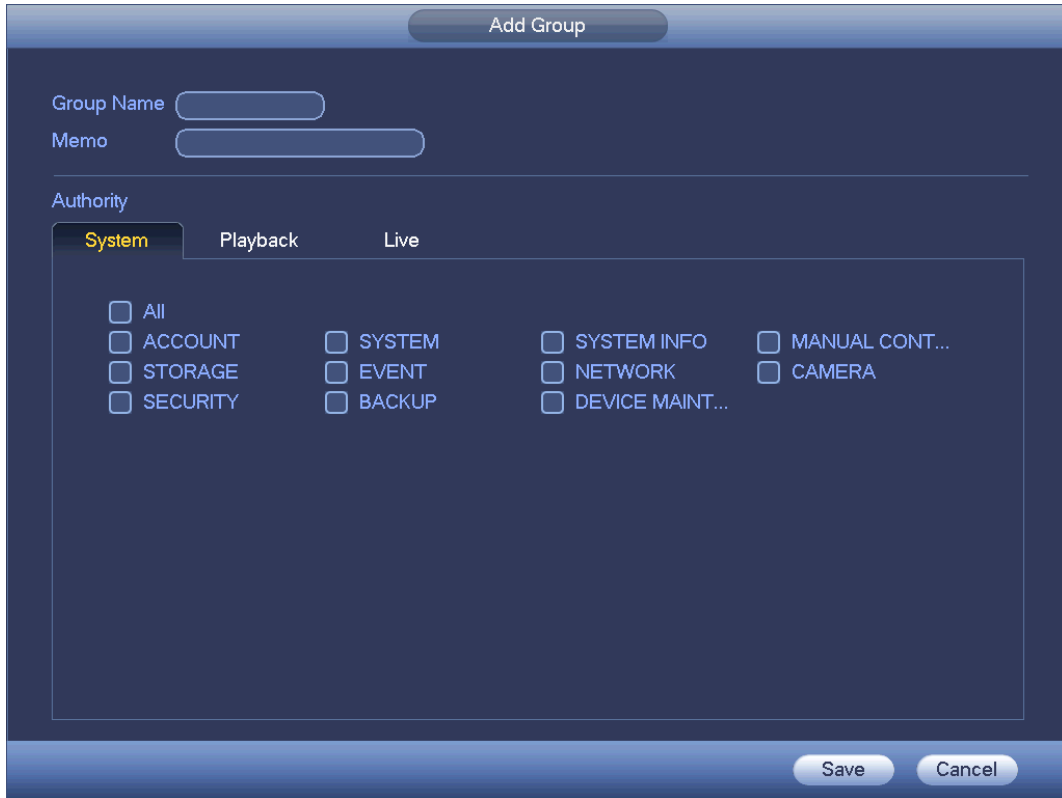 Add Group
Group Name
Memo
Authority
System Playback Live
All
ACCOUNT SYSTEM SYSTEM INFO MANUAL CONT...
STORAGE EVENT NETWORK CAMERA
SECURITY BACKUP DEVICE MAINT...
Save Cancel